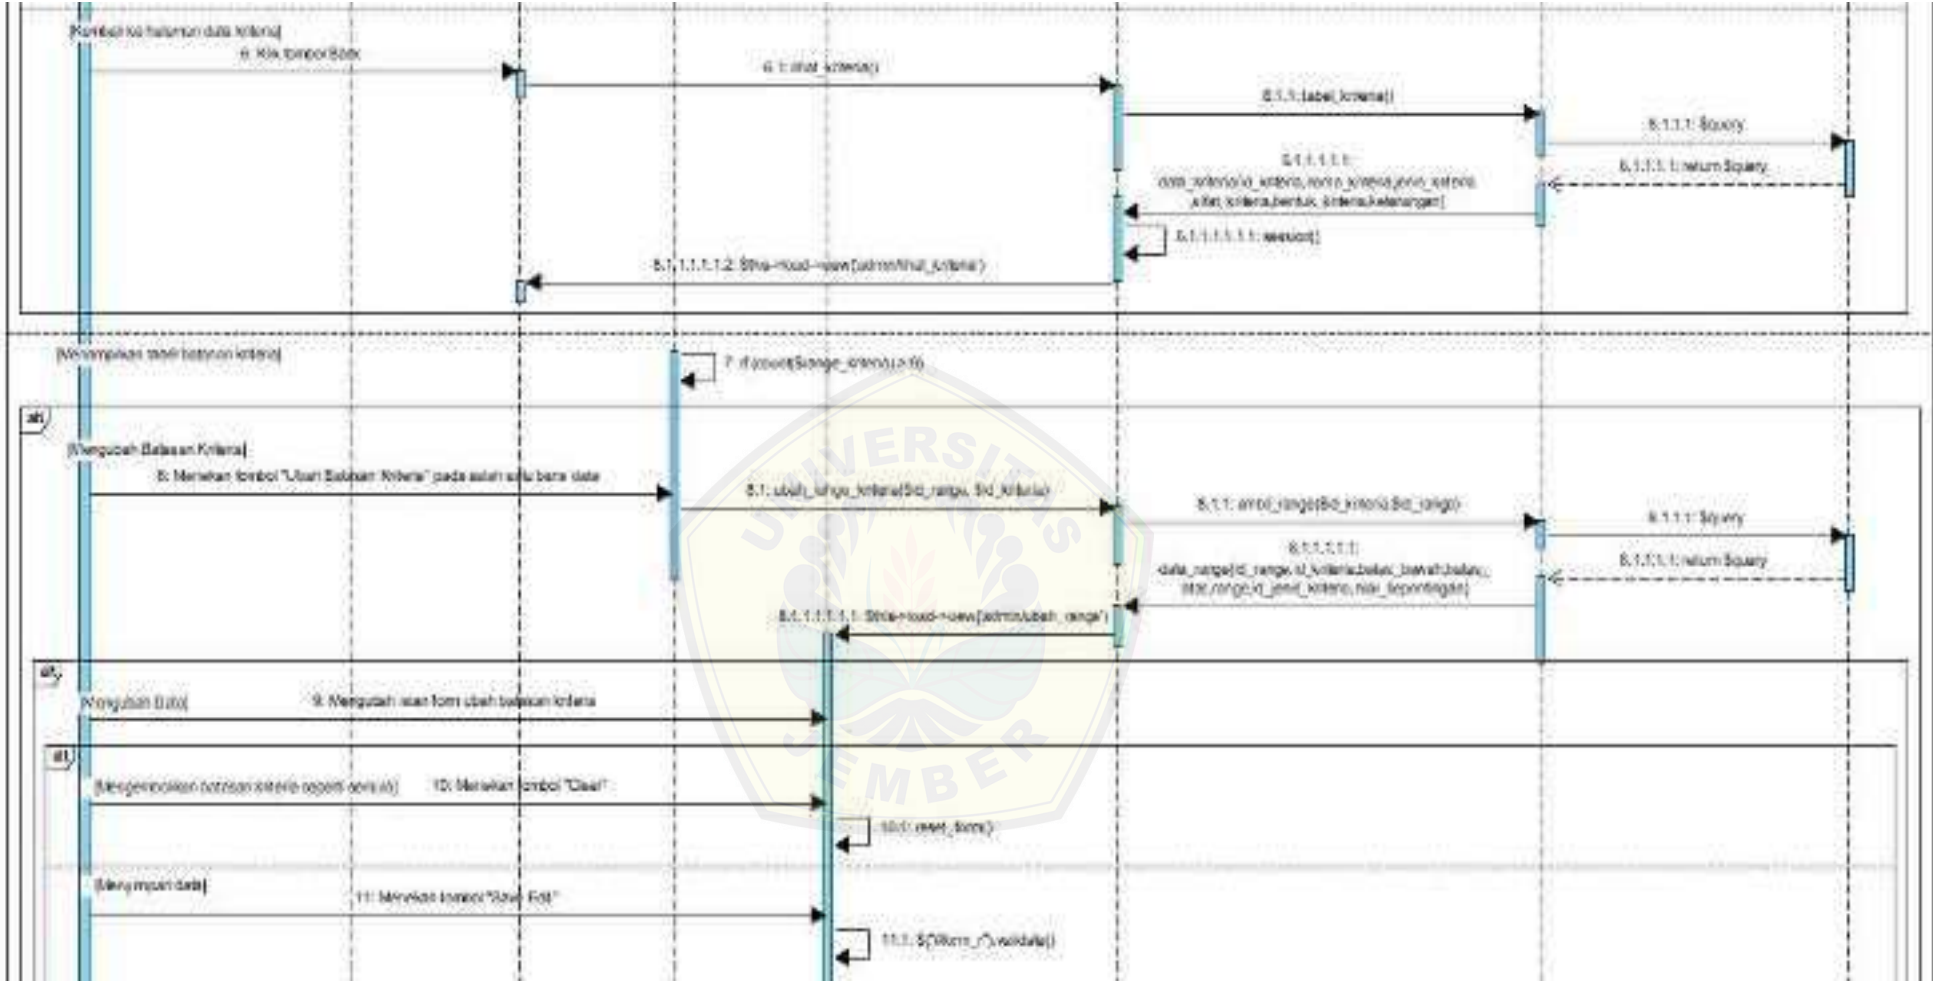 [Kembali ke halaman data kriteria]
6: Klik tombol Back
6.1: lihat_kriteria()
6.1.1: tabel_kriteria()
6.1.1.1: $query
6.1.1.1.1: return $query
6.1.1.1.1.1:
data_kriteria[id_kriteria,nama_kriteria,jenis_kriteria
,sifat_kriteria,bentuk_kriteria,keterangan]
6.1.1.1.1.1.1: session()
6.1.1.1.1.1.2: $this->load->view('admin/lihat_kriteria')
[Menampilkan tabel batasan kriteria]
7: if (count($range_kriteria) > 0)
alt
[Mengubah Batasan Kriteria]
8: Menekan tombol "Ubah Batasan Kriteria" pada salah satu baris data
8.1: ubah_range_kriteria($id_range, $id_kriteria)
8.1.1: ambil_range($id_kriteria,$id_range)
8.1.1.1: $query
8.1.1.1.1: return $query
8.1.1.1.1.1:
data_range[id_range, id_kriteria,batas_bawah,batas_
atas,range,id_jenis_kriteria,nilai_kepentingan]
8.1.1.1.1.1.1: $this->load->view('admin/ubah_range')
alt
[Mengubah Data]
9: Mengubah isian form ubah batasan kriteria
alt
[Mengembalikan batasan kriteria seperti semula]
10: Menekan tombol "Clear"
10.1: reset_form()
[Menyimpan data]
11: Menekan tombol "Save Edit"
11.1: $("#form_r").validate()
UNIVERSITAS
JEMBER